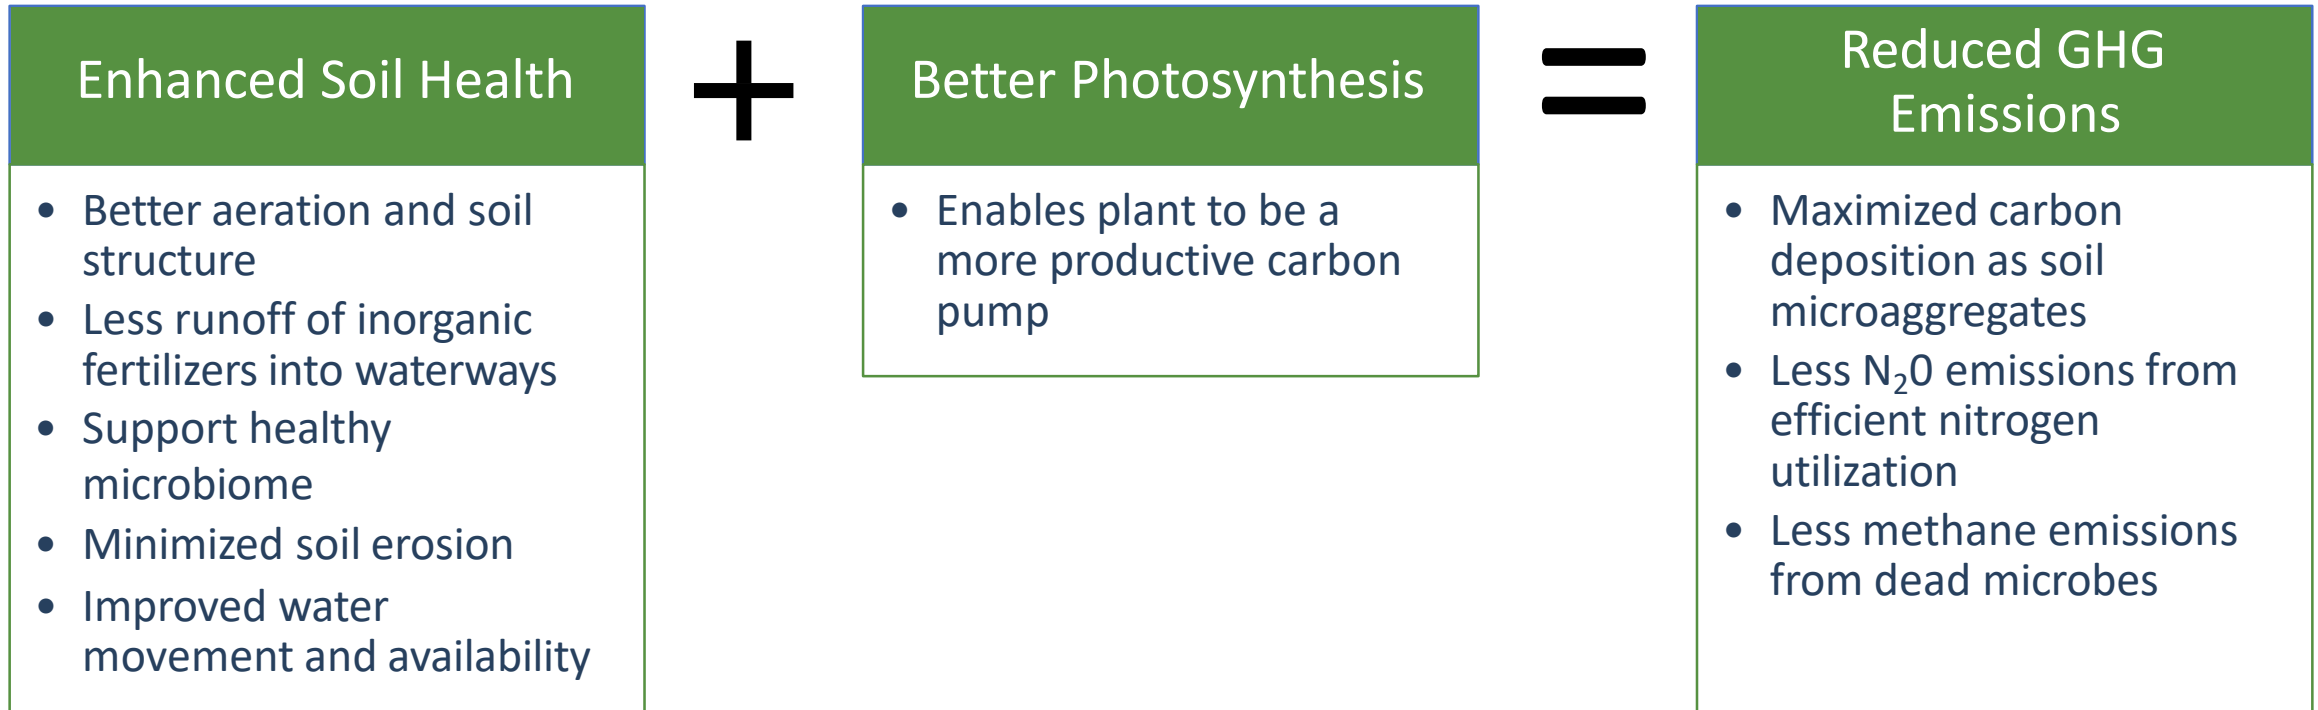 Enhanced Soil Health
• Better aeration and soil
structure
• Less runoff of inorganic
fertilizers into waterways
• Support healthy
microbiome
• Minimized soil erosion
• Improved water
movement and availability
+
Better Photosynthesis
• Enables plant to be a
more productive carbon
pump
=
Reduced GHG
Emissions
• Maximized carbon
deposition as soil
microaggregates
• Less N₂0 emissions from
efficient nitrogen
utilization
• Less methane emissions
from dead microbes